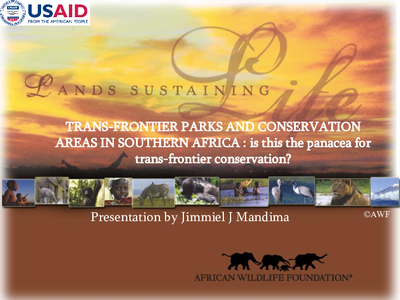 USAID
FROM THE AMERICAN PEOPLE
LANDS SUSTAINING
Life
TRANS-FRONTIER PARKS AND CONSERVATION
AREAS IN SOUTHERN AFRICA : is this the panacea for
trans-frontier conservation?
Presentation by Jimmiel J Mandima
©AWF
AFRICAN WILDLIFE FOUNDATION®